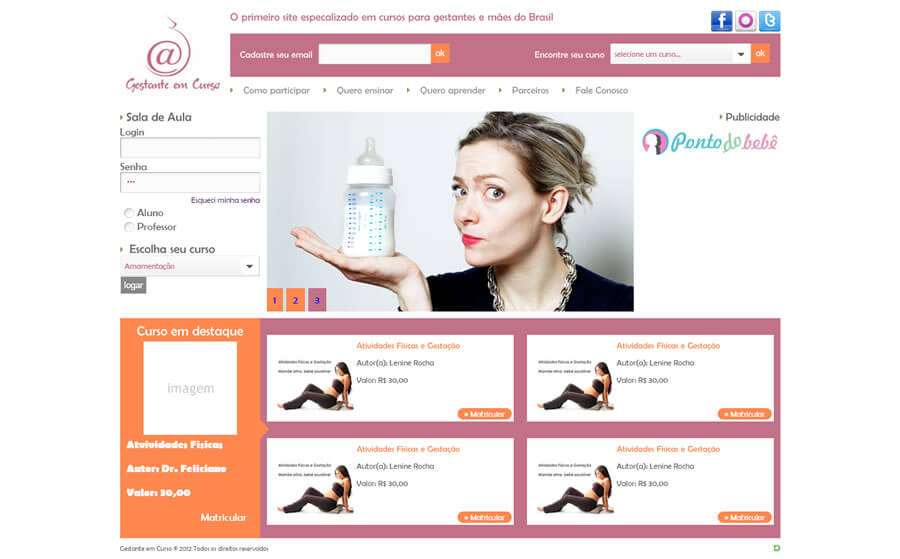 O primeiro site especalizado em cursos para gestantes e mães do Brasil
Gestante em Curso
Cadastre seu email ok
Encontre seu curso selecione um curso... ok
Como participar Quero ensinar Quero aprender Parceiros Fale Conosco
Sala de Aula
Login
Senha
Esqueci minha senha
Aluno
Professor
Escolha seu curso
Amamentação
logar
1 2 3
Publicidade
Ponto do bebê
Curso em destaque
imagem
Atvividades Físicas
Autor: Dr. Feliciano
Valor: 30,00
Matricular
Atividades Físicas e Gestação
Atividades Físicas e Gestação
Mamãe ativa, bebê saudável
Autor(a): Lenine Rocha
Valor: R$ 30,00
» Matricular
Atividades Físicas e Gestação
Atividades Físicas e Gestação
Mamãe ativa, bebê saudável
Autor(a): Lenine Rocha
Valor: R$ 30,00
» Matricular
Atividades Físicas e Gestação
Atividades Físicas e Gestação
Mamãe ativa, bebê saudável
Autor(a): Lenine Rocha
Valor: R$ 30,00
» Matricular
Atividades Físicas e Gestação
Atividades Físicas e Gestação
Mamãe ativa, bebê saudável
Autor(a): Lenine Rocha
Valor: R$ 30,00
» Matricular
Gestante em Curso ® 2012 Todos os direitos reservados